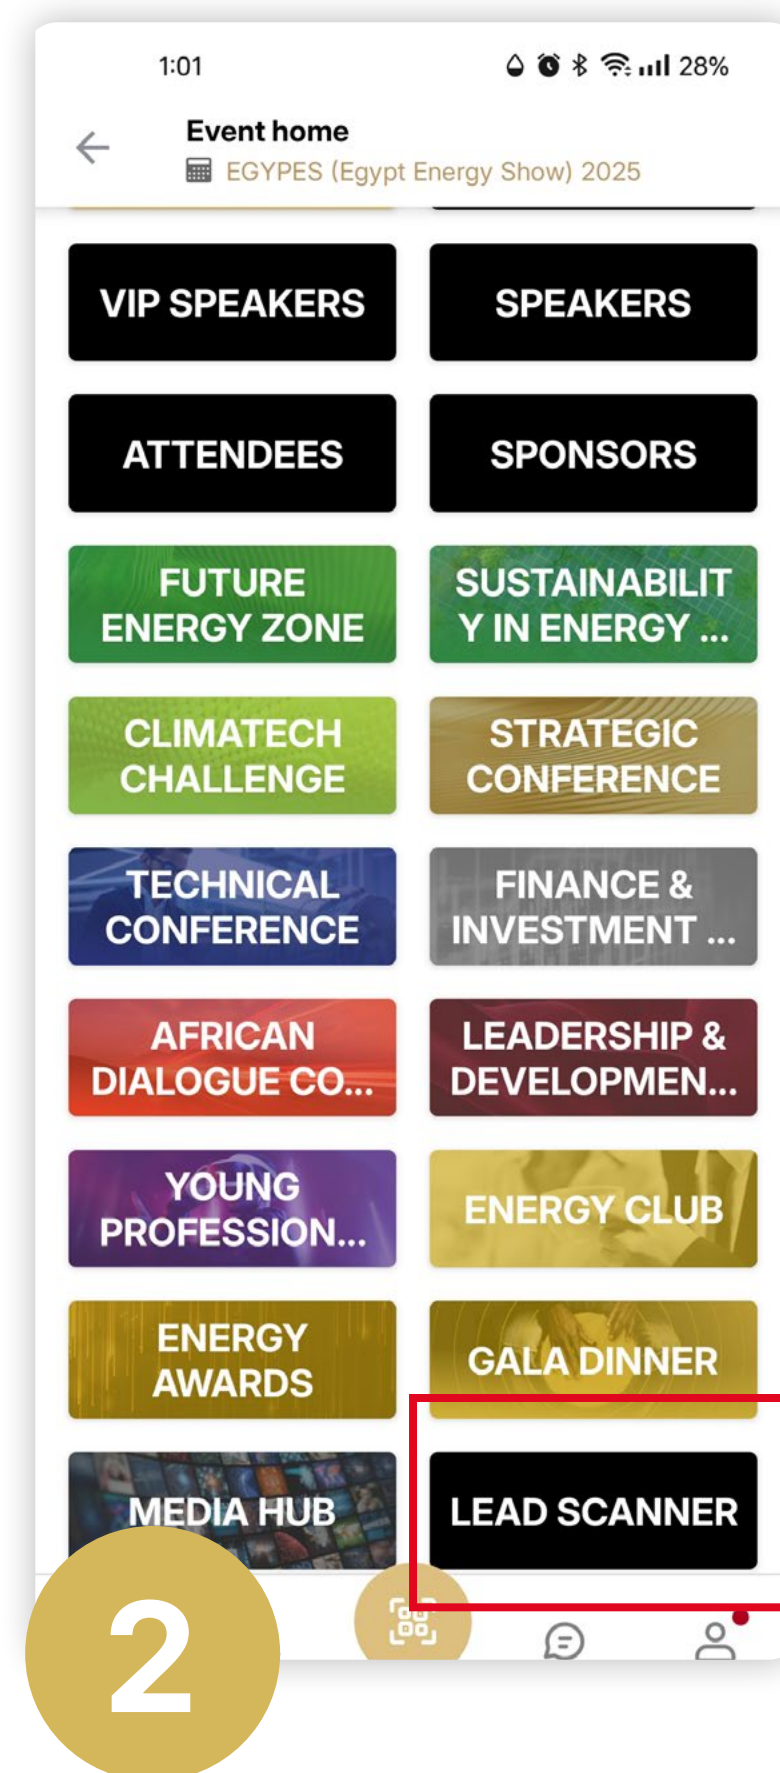 1:01
28%
Event home
EGYPES (Egypt Energy Show) 2025
VIP SPEAKERS
SPEAKERS
ATTENDEES
SPONSORS
FUTURE
ENERGY ZONE
SUSTAINABILIT
Y IN ENERGY ...
CLIMATECH
CHALLENGE
STRATEGIC
CONFERENCE
TECHNICAL
CONFERENCE
FINANCE &
INVESTMENT ...
AFRICAN
DIALOGUE CO...
LEADERSHIP &
DEVELOPMEN...
YOUNG
PROFESSION...
ENERGY CLUB
ENERGY
AWARDS
GALA DINNER
MEDIA HUB
LEAD SCANNER
2